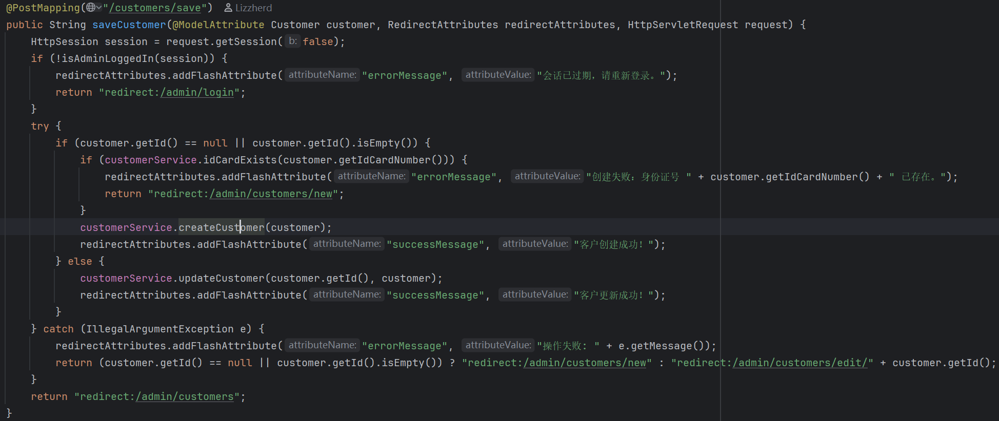 @PostMapping("/customers/save") Lizzherd
public String saveCustomer(@ModelAttribute Customer customer, RedirectAttributes redirectAttributes, HttpServletRequest request) {
    HttpSession session = request.getSession( b: false);
    if (!isAdminLoggedIn(session)) {
        redirectAttributes.addFlashAttribute( attributeName: "errorMessage", attributeValue: "会话已过期，请重新登录。");
        return "redirect:/admin/login";
    }
    try {
        if (customer.getId() == null || customer.getId().isEmpty()) {
            if (customerService.idCardExists(customer.getIdCardNumber())) {
                redirectAttributes.addFlashAttribute( attributeName: "errorMessage", attributeValue: "创建失败：身份证号 " + customer.getIdCardNumber() + " 已存在。");
                return "redirect:/admin/customers/new";
            }
            customerService.createCustomer(customer);
            redirectAttributes.addFlashAttribute( attributeName: "successMessage", attributeValue: "客户创建成功！");
        } else {
            customerService.updateCustomer(customer.getId(), customer);
            redirectAttributes.addFlashAttribute( attributeName: "successMessage", attributeValue: "客户更新成功！");
        }
    } catch (IllegalArgumentException e) {
        redirectAttributes.addFlashAttribute( attributeName: "errorMessage", attributeValue: "操作失败: " + e.getMessage());
        return (customer.getId() == null || customer.getId().isEmpty()) ? "redirect:/admin/customers/new" : "redirect:/admin/customers/edit/" + customer.getId();
    }
    return "redirect:/admin/customers";
}